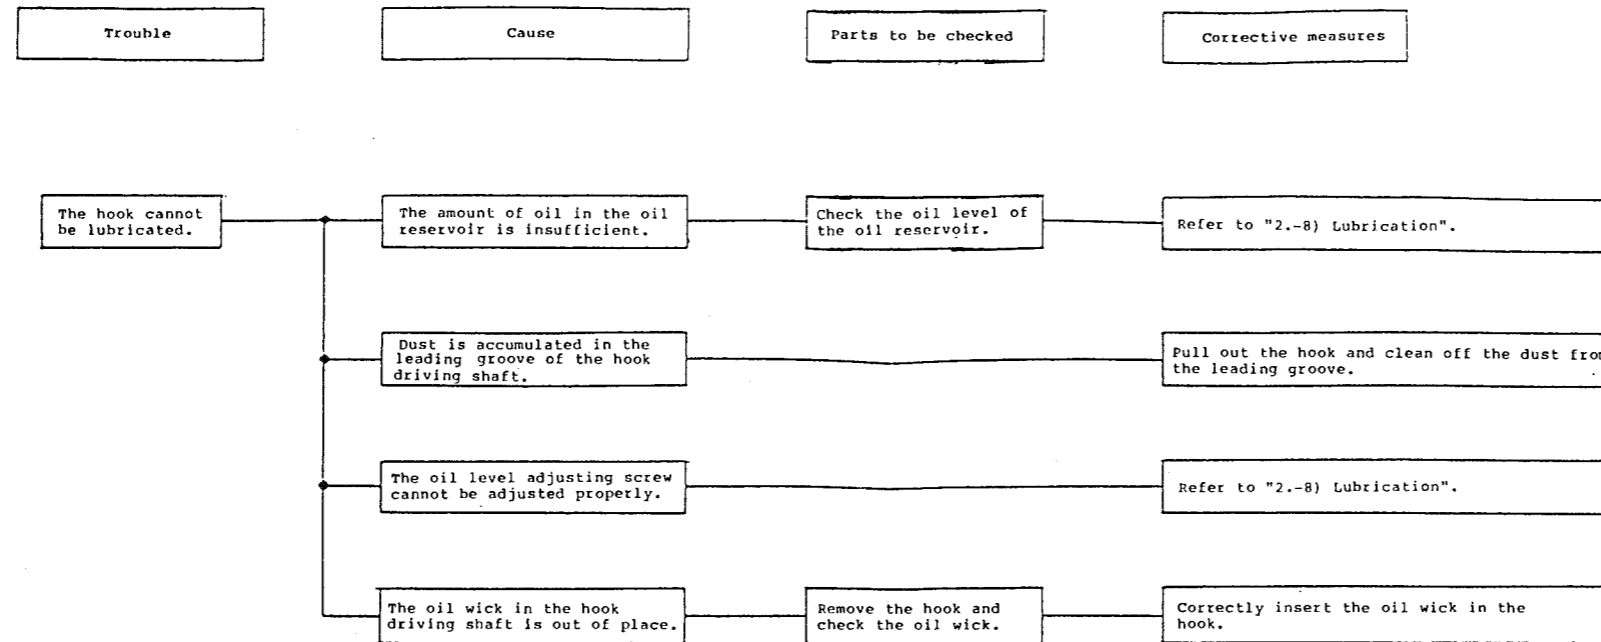 Trouble
Cause
Parts to be checked
Corrective measures
The hook cannot
be lubricated.
The amount of oil in the oil
reservoir is insufficient.
Check the oil level of
the oil reservoir.
Refer to "2.-8) Lubrication".
Dust is accumulated in the
leading groove of the hook
driving shaft.
Pull out the hook and clean off the dust from
the leading groove.
The oil level adjusting screw
cannot be adjusted properly.
Refer to "2.-8) Lubrication".
The oil wick in the hook
driving shaft is out of place.
Remove the hook and
check the oil wick.
Correctly insert the oil wick in the
hook.